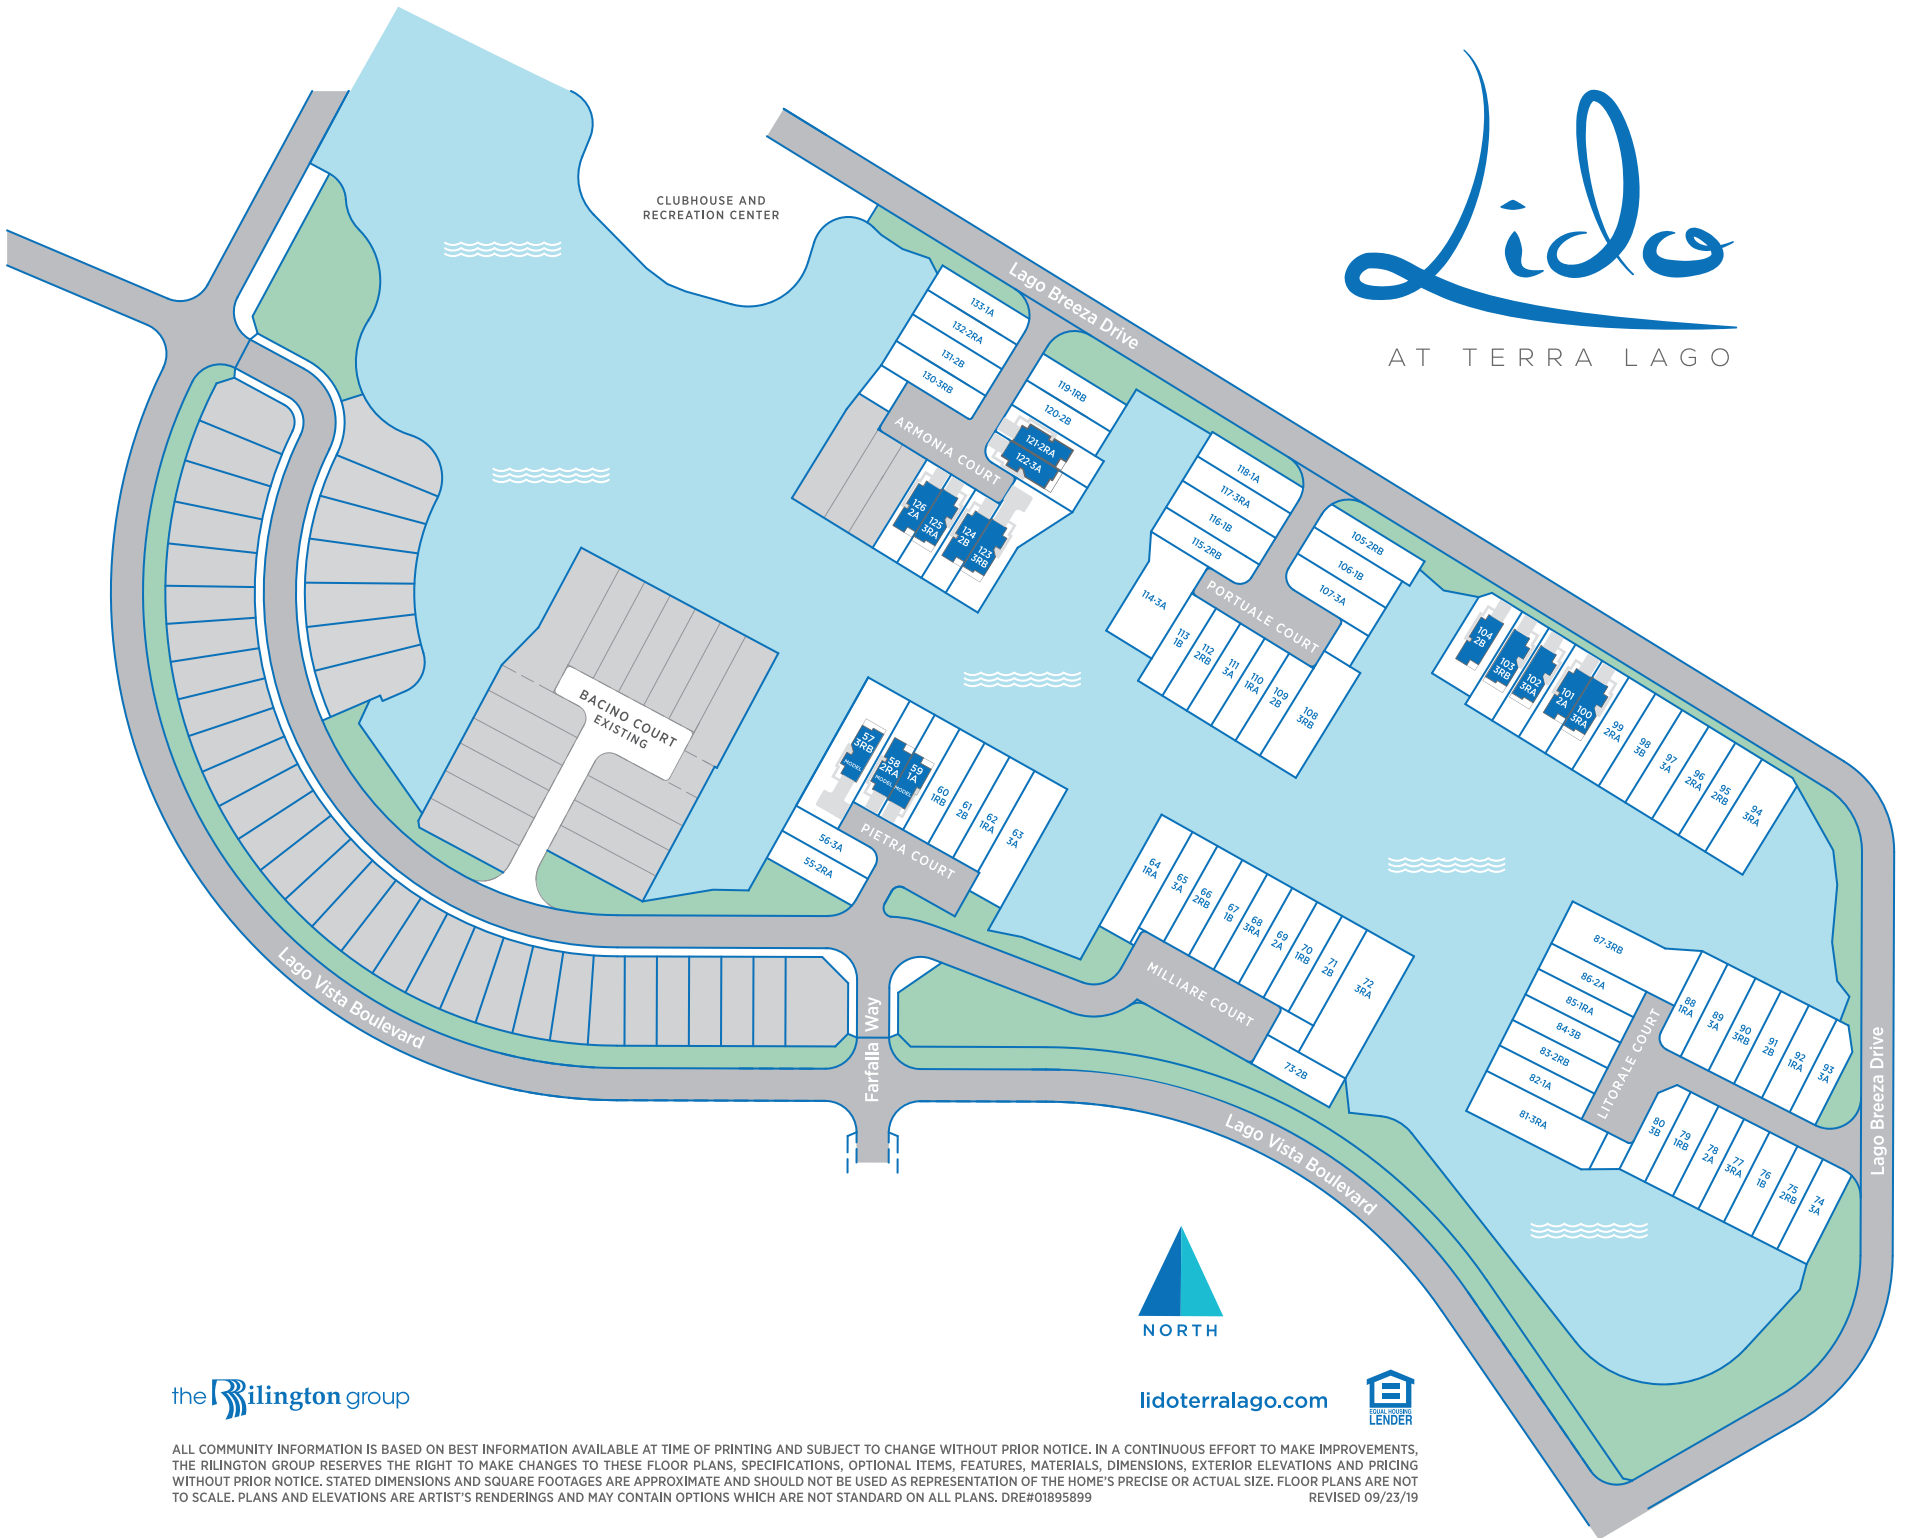 Lido
AT TERRA LAGO
CLUBHOUSE AND
RECREATION CENTER
Lago Breeza Drive
133·1A
132·2RA
131·2B
130·3RB
119·1RB
120·2B
121·2RA
122·3A
ARMONIA COURT
126
2A
125
3RA
124
2B
123
3RB
118·1A
117·3RA
116·1B
115·2RB
114·3A
105·2RB
106·1B
107·3A
PORTUALE COURT
113
1B
112
2RB
111
3A
110
1RA
109
2B
108
3RB
104
2B
103
3RB
102
3RA
101
2A
100
3RA
99
2RA
98
3B
97
3A
96
2RA
95
2RB
94
3RA
BACINO COURT
EXISTING
57
3RB
MODEL
58
2RA
MODEL
59
1A
MODEL
60
1RB
61
2B
62
1RA
63
3A
56·3A
55·2RA
PIETRA COURT
64
1RA
65
3A
66
2RB
67
1B
68
3RA
69
2A
70
1RB
71
2B
72
3RA
73·2B
MILLIARE COURT
87·3RB
86·2A
85·1RA
84·3B
83·2RB
82·1A
81·3RA
LITORALE COURT
88
1RA
89
3A
90
3RB
91
2B
92
1RA
93
3A
80
3B
79
1RB
78
2A
77
3RA
76
1B
75
2RB
74
3A
Lago Breeza Drive
Lago Vista Boulevard
Farfalla Way
Lago Vista Boulevard
NORTH
the Rilington group
lidoterralago.com
EQUAL HOUSING
LENDER
ALL COMMUNITY INFORMATION IS BASED ON BEST INFORMATION AVAILABLE AT TIME OF PRINTING AND SUBJECT TO CHANGE WITHOUT PRIOR NOTICE. IN A CONTINUOUS EFFORT TO MAKE IMPROVEMENTS,
THE RILINGTON GROUP RESERVES THE RIGHT TO MAKE CHANGES TO THESE FLOOR PLANS, SPECIFICATIONS, OPTIONAL ITEMS, FEATURES, MATERIALS, DIMENSIONS, EXTERIOR ELEVATIONS AND PRICING
WITHOUT PRIOR NOTICE. STATED DIMENSIONS AND SQUARE FOOTAGES ARE APPROXIMATE AND SHOULD NOT BE USED AS REPRESENTATION OF THE HOME'S PRECISE OR ACTUAL SIZE. FLOOR PLANS ARE NOT
TO SCALE. PLANS AND ELEVATIONS ARE ARTIST'S RENDERINGS AND MAY CONTAIN OPTIONS WHICH ARE NOT STANDARD ON ALL PLANS. DRE#01895899 REVISED 09/23/19